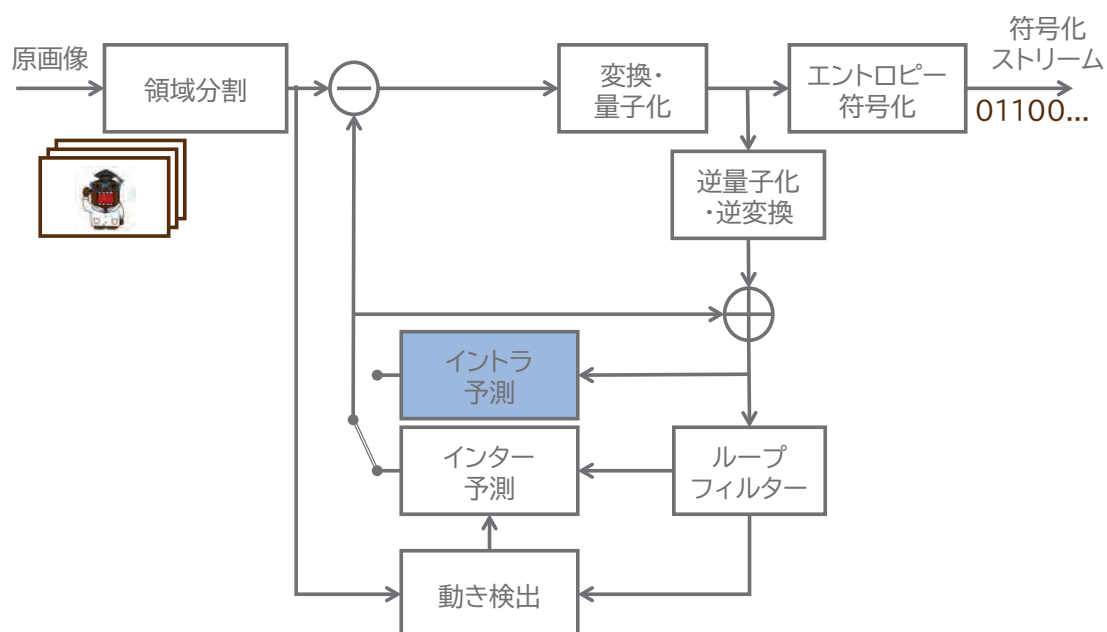 原画像
領域分割
変換・
量子化
エントロピー
符号化
符号化
ストリーム
01100...
逆量子化
・逆変換
イントラ
予測
インター
予測
ループ
フィルター
動き検出